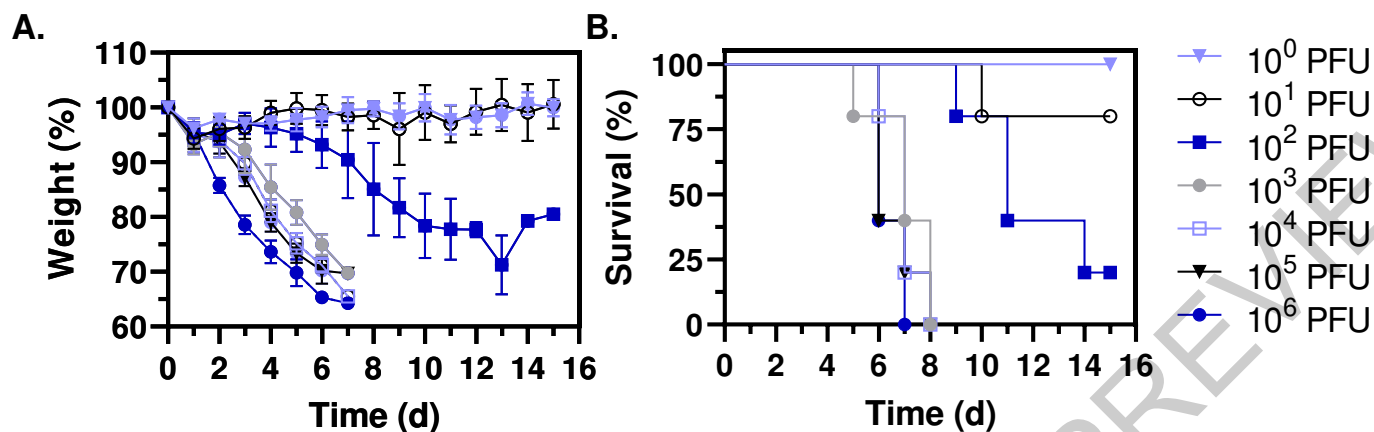 A.
B.
110
100
90
80
70
60
Weight (%)
0 2 4 6 8 10 12 14 16
Time (d)
100
75
50
25
0
Survival (%)
0 2 4 6 8 10 12 14 16
Time (d)
10⁰ PFU
10¹ PFU
10² PFU
10³ PFU
10⁴ PFU
10⁵ PFU
10⁶ PFU